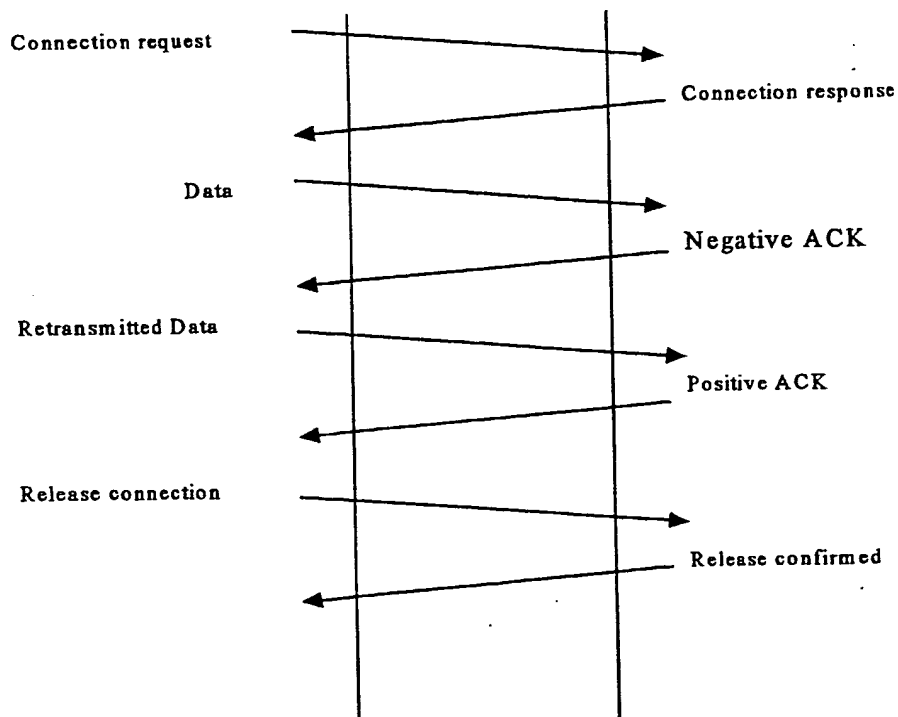 Connection request
Connection response
Data
Negative ACK
Retransmitted Data
Positive ACK
Release connection
Release confirmed